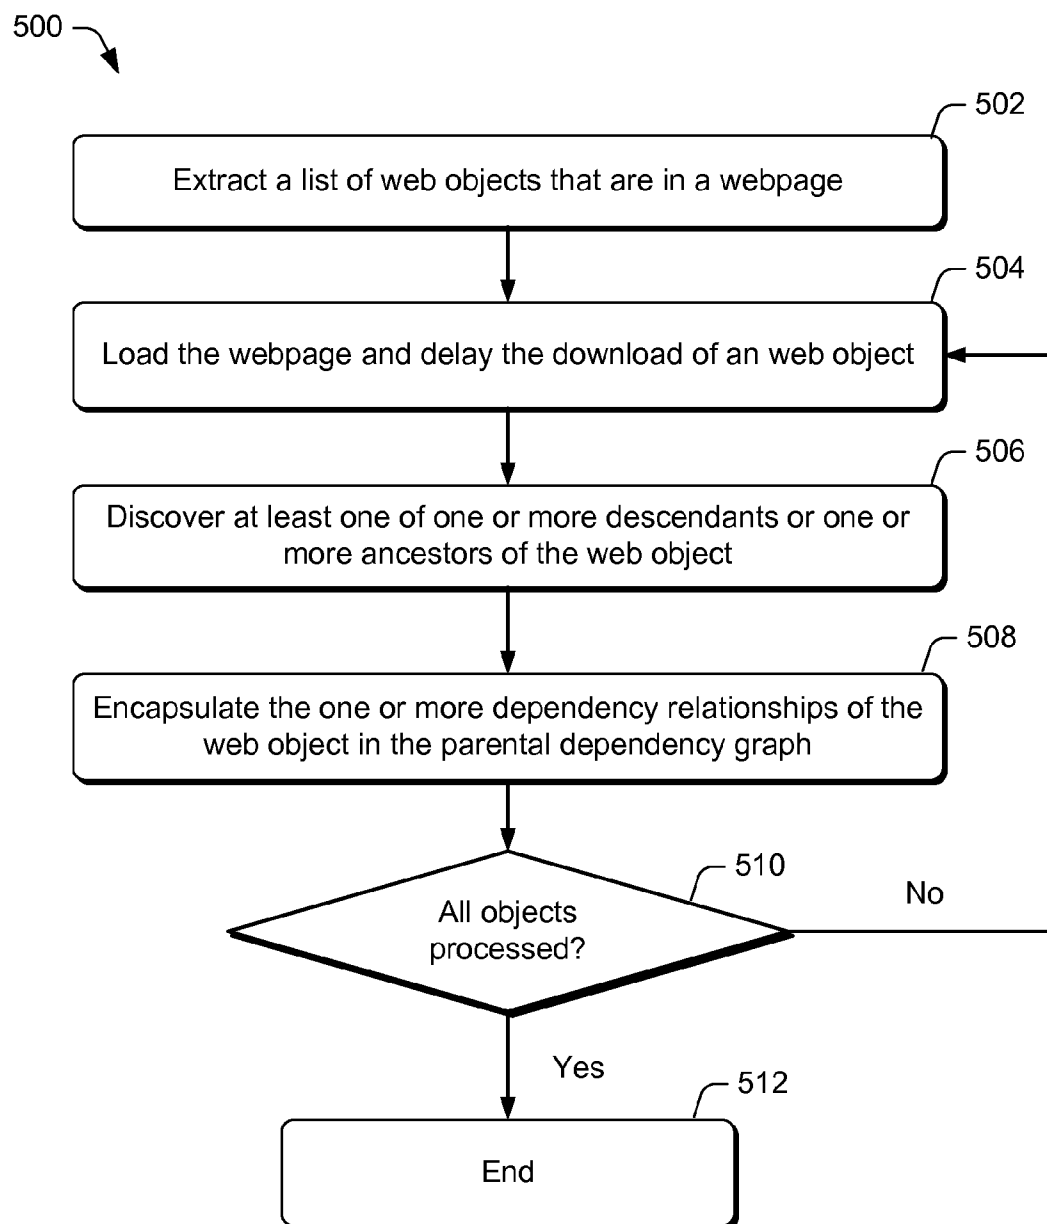 500
502
Extract a list of web objects that are in a webpage
504
Load the webpage and delay the download of an web object
506
Discover at least one of one or more descendants or one or
more ancestors of the web object
508
Encapsulate the one or more dependency relationships of the
web object in the parental dependency graph
510
All objects
processed?
No
Yes
512
End